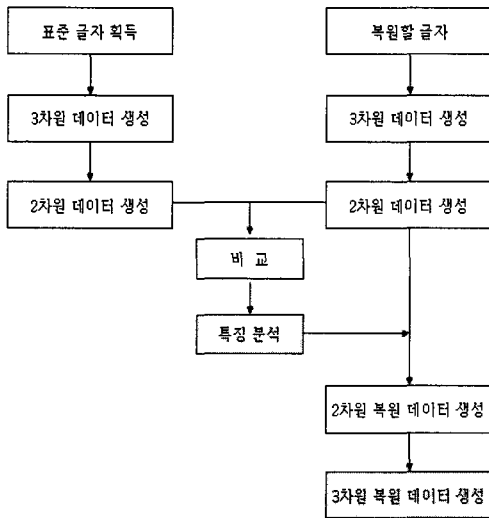 표준 글자 획득
복원할 글자
3차원 데이터 생성
3차원 데이터 생성
2차원 데이터 생성
2차원 데이터 생성
비 교
특징 분석
2차원 복원 데이터 생성
3차원 복원 데이터 생성